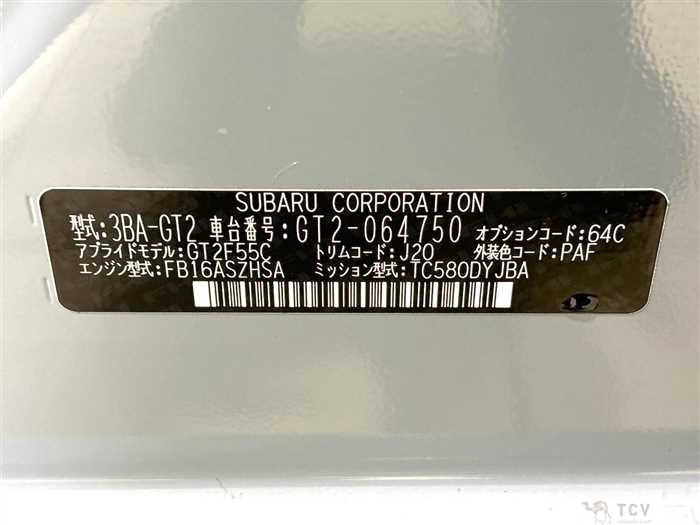 SUBARU CORPORATION
型式:3BA-GT2 車台番号:GT2-064750 オプションコード:64C
アプライドモデル:GT2F55C トリムコード:J20 外装色コード:PAF
エンジン型式:FB16ASZHSA ミッション型式:TC580DYJBA
TCV